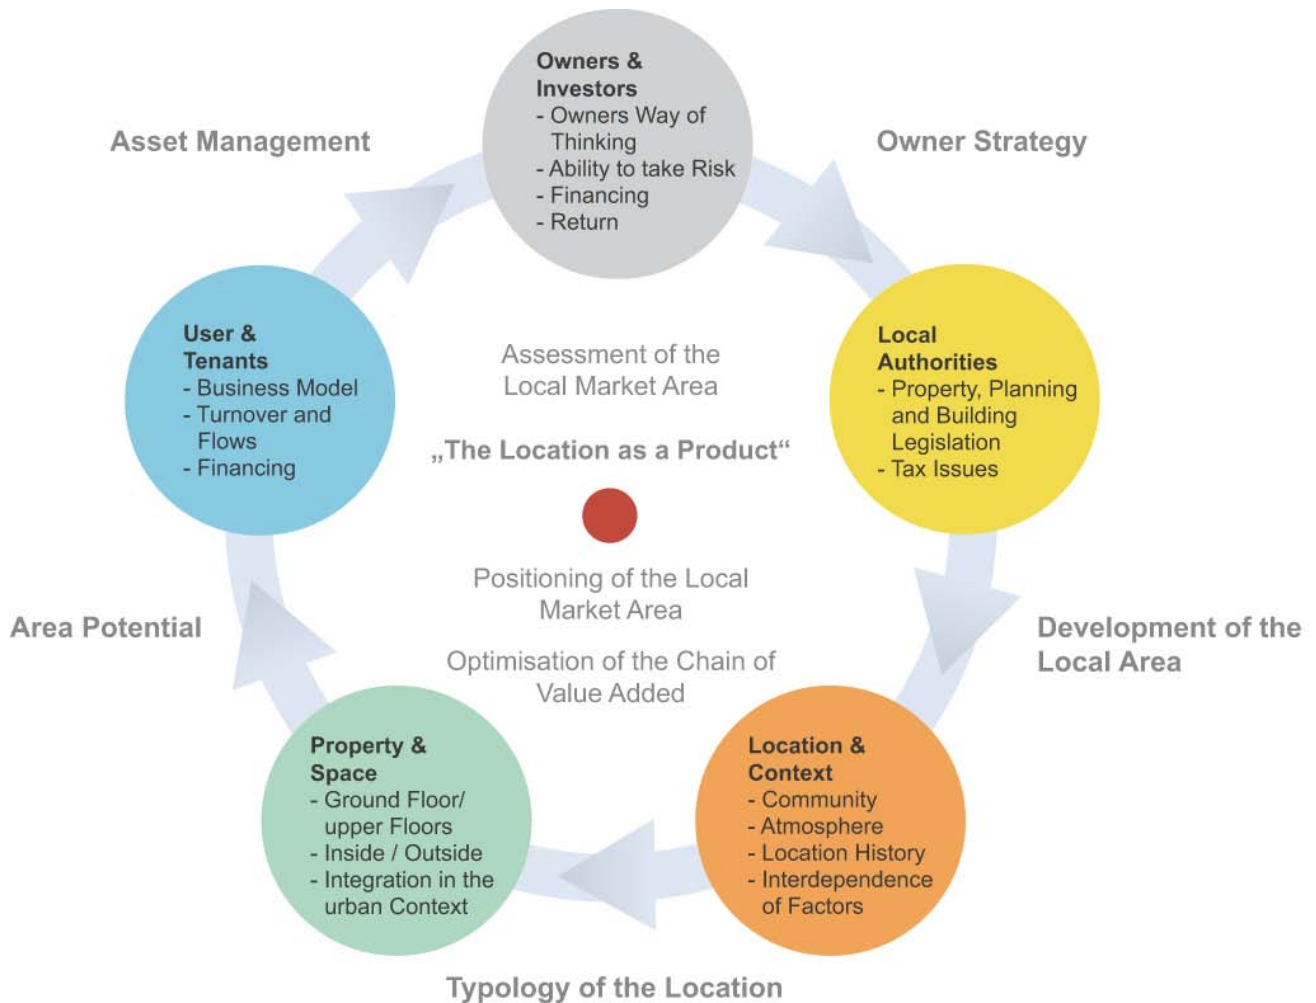 Owners &
Investors
- Owners Way of
Thinking
- Ability to take Risk
- Financing
- Return
Asset Management
Owner Strategy
User &
Tenants
- Business Model
- Turnover and
Flows
- Financing
Assessment of the
Local Market Area
„The Location as a Product“
Local
Authorities
- Property, Planning
and Building
Legislation
- Tax Issues
Positioning of the Local
Market Area
Optimisation of the Chain of
Value Added
Area Potential
Development of the
Local Area
Property &
Space
- Ground Floor/
upper Floors
- Inside / Outside
- Integration in the
urban Context
Location &
Context
- Community
- Atmosphere
- Location History
- Interdependence
of Factors
Typology of the Location